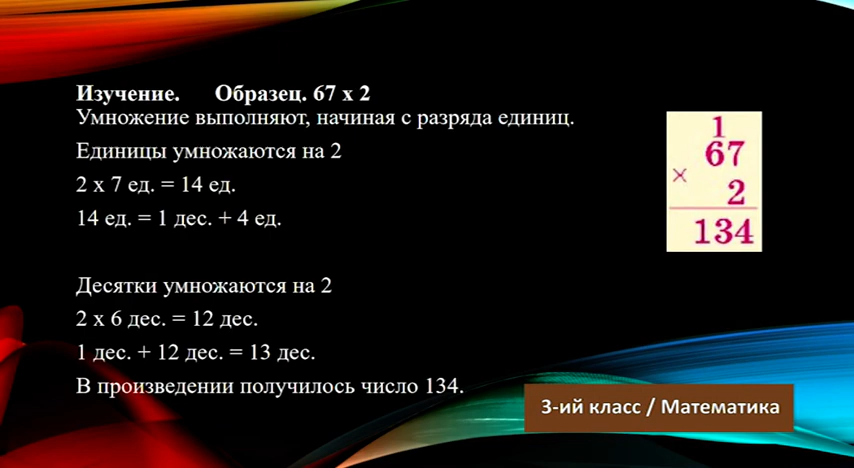 Изучение. Образец. 67 х 2
Умножение выполняют, начиная с разряда единиц.
Единицы умножаются на 2
2 х 7 ед. = 14 ед.
14 ед. = 1 дес. + 4 ед.
Десятки умножаются на 2
2 х 6 дес. = 12 дес.
1 дес. + 12 дес. = 13 дес.
В произведении получилось число 134.
1
67
×
2
134
3-ий класс / Математика